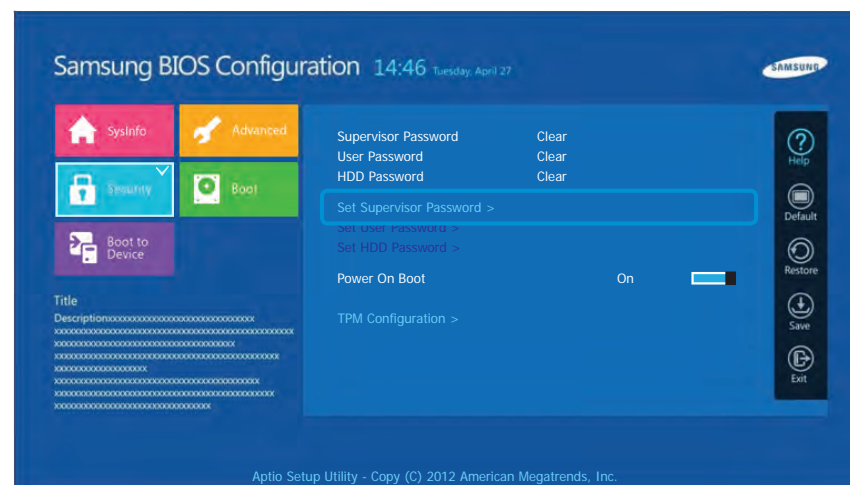 Samsung BIOS Configuration 14:46 Tuesday, April 27
SAMSUNG
SysInfo
Advanced
Security
Boot
Boot to
Device
Title
Descriptionxxxxxxxxxxxxxxxxxxxxxxxxxxxx
Supervisor Password Clear
User Password Clear
HDD Password Clear
Set Supervisor Password >
Set User Password >
Set HDD Password >
Power On Boot On
TPM Configuration >
Help
Default
Restore
Save
Exit
Aptio Setup Utility - Copy (C) 2012 American Megatrends, Inc.